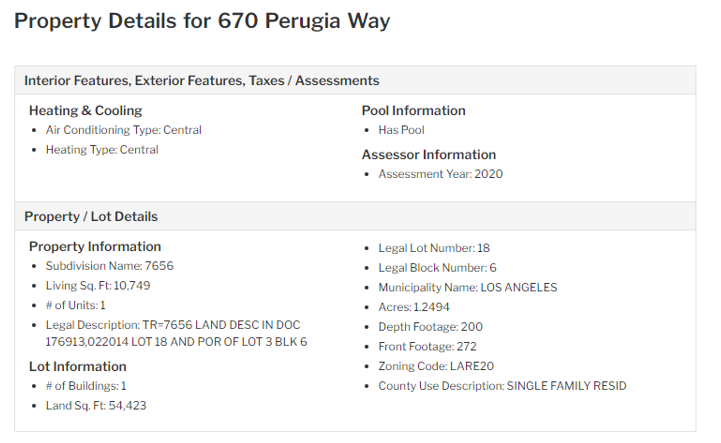 Property Details for 670 Perugia Way
Interior Features, Exterior Features, Taxes / Assessments
Heating & Cooling
Air Conditioning Type: Central
Heating Type: Central
Pool Information
Has Pool
Assessor Information
Assessment Year: 2020
Property / Lot Details
Property Information
Subdivision Name: 7656
Living Sq. Ft: 10,749
# of Units: 1
Legal Description: TR=7656 LAND DESC IN DOC
176913,022014 LOT 18 AND POR OF LOT 3 BLK 6
Lot Information
# of Buildings: 1
Land Sq. Ft: 54,423
Legal Lot Number: 18
Legal Block Number: 6
Municipality Name: LOS ANGELES
Acres: 1.2494
Depth Footage: 200
Front Footage: 272
Zoning Code: LARE20
County Use Description: SINGLE FAMILY RESID